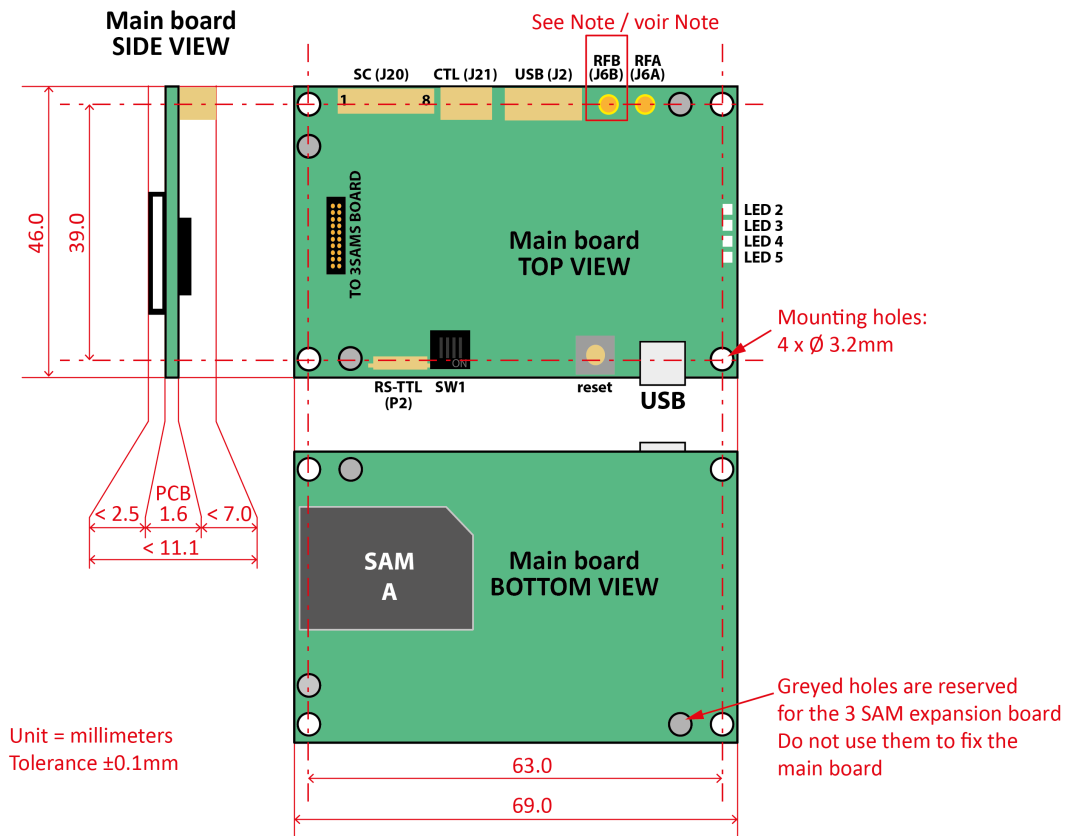 Main board
SIDE VIEW
See Note / voir Note
SC (J20)
CTL (J21)
USB (J2)
RFB
(J6B)
RFA
(J6A)
1
8
46.0
39.0
TO 3SAMS BOARD
Main board
TOP VIEW
LED 2
LED 3
LED 4
LED 5
Mounting holes:
4 x Ø 3.2mm
ON
RS-TTL
(P2)
SW1
reset
USB
PCB
< 2.5
1.6
< 7.0
< 11.1
SAM
A
Main board
BOTTOM VIEW
Greyed holes are reserved
for the 3 SAM expansion board
Do not use them to fix the
main board
Unit = millimeters
Tolerance ±0.1mm
63.0
69.0